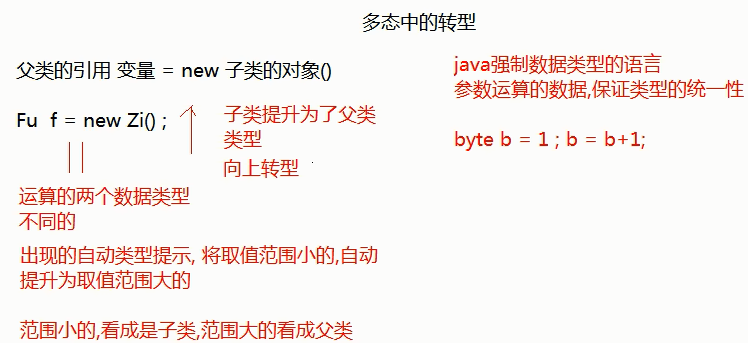 多态中的转型
父类的引用 变量 = new 子类的对象()
Fu f = new Zi() ;
子类提升为了父类
类型
向上转型
运算的两个数据类型
不同的
出现的自动类型提示, 将取值范围小的,自动
提升为取值范围大的
范围小的,看成是子类,范围大的看成父类
java强制数据类型的语言
参数运算的数据,保证类型的统一性
byte b = 1 ; b = b+1;